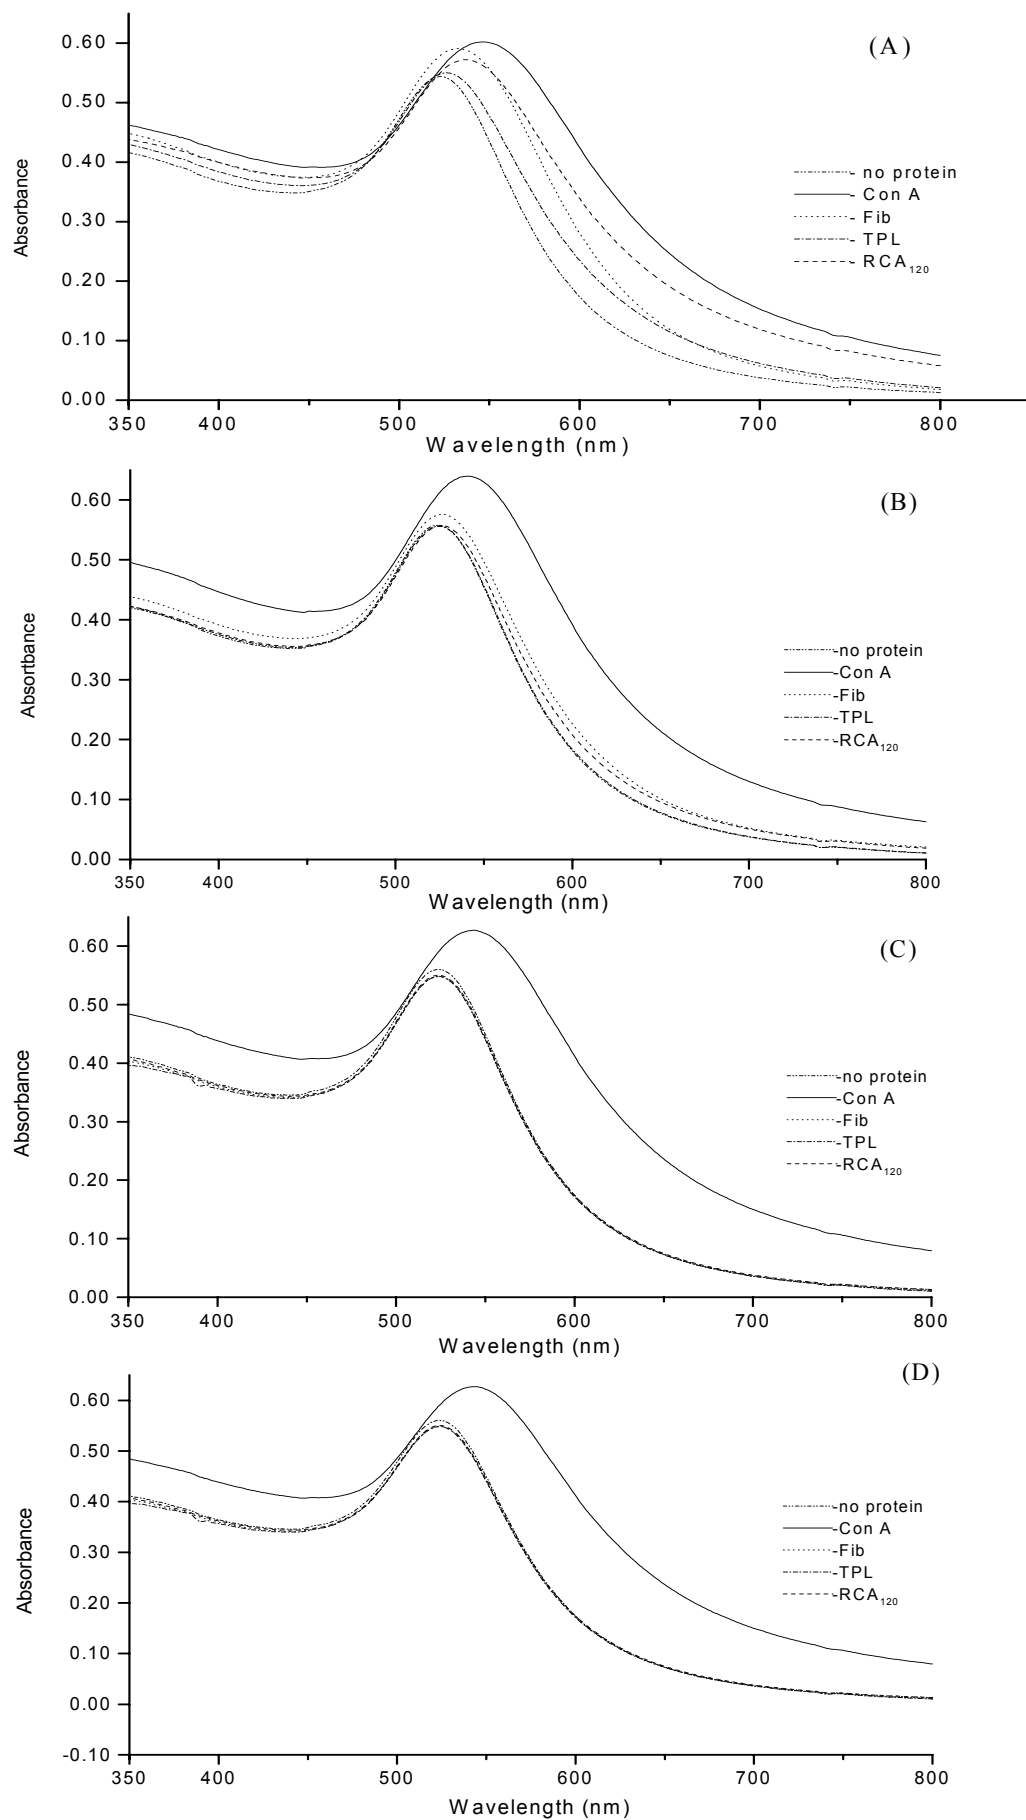 (A)
0.60
0.50
0.40
0.30
0.20
0.10
0.00
Absorbance
- no protein
- Con A
- Fib
- TPL
- RCA120
350 400 500 600 700 800
Wavelength (nm)
(B)
0.60
0.50
0.40
0.30
0.20
0.10
0.00
Absortbance
-no protein
-Con A
-Fib
-TPL
-RCA120
350 400 500 600 700 800
Wavelength (nm)
(C)
0.60
0.50
0.40
0.30
0.20
0.10
0.00
Absorbance
-no protein
-Con A
-Fib
-TPL
-RCA120
350 400 500 600 700 800
Wavelength (nm)
(D)
0.60
0.50
0.40
0.30
0.20
0.10
0.00
-0.10
Absorbance
-no protein
-Con A
-Fib
-TPL
-RCA120
350 400 500 600 700 800
Wavelength (nm)